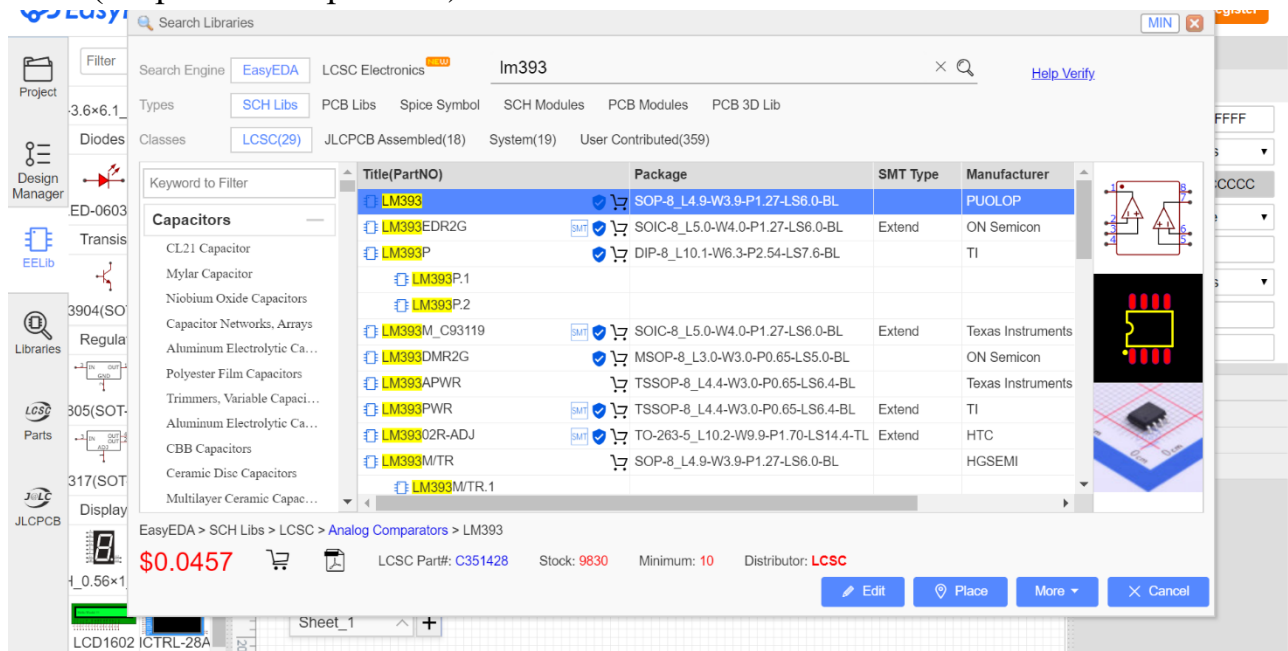 Search Libraries MIN
Search Engine EasyEDA LCSC Electronics NEW lm393 Help Verify
Types SCH Libs PCB Libs Spice Symbol SCH Modules PCB Modules PCB 3D Lib
Classes LCSC(29) JLCPCB Assembled(18) System(19) User Contributed(359)
Project
Design Manager
EELib
Libraries
LCSC
Parts
JLCPCB
Filter
3.6×6.1_
Diodes
ED-0603
Transis
3904(SO
Regula
305(SOT-
317(SOT
Display
_0.56×1
LCD1602 ICTRL-28A
Keyword to Filter
Capacitors
CL21 Capacitor
Mylar Capacitor
Niobium Oxide Capacitors
Capacitor Networks, Arrays
Aluminum Electrolytic Ca...
Polyester Film Capacitors
Trimmers, Variable Capaci...
Aluminum Electrolytic Ca...
CBB Capacitors
Ceramic Disc Capacitors
Multilayer Ceramic Capac...
Title(PartNO) Package SMT Type Manufacturer
LM393 SOP-8_L4.9-W3.9-P1.27-LS6.0-BL PUOLOP
LM393EDR2G SMT SOIC-8_L5.0-W4.0-P1.27-LS6.0-BL Extend ON Semicon
LM393P DIP-8_L10.1-W6.3-P2.54-LS7.6-BL TI
LM393P.1
LM393P.2
LM393M_C93119 SMT SOIC-8_L5.0-W4.0-P1.27-LS6.0-BL Extend Texas Instruments
LM393DMR2G MSOP-8_L3.0-W3.0-P0.65-LS5.0-BL ON Semicon
LM393APWR TSSOP-8_L4.4-W3.0-P0.65-LS6.4-BL Texas Instruments
LM393PWR SMT TSSOP-8_L4.4-W3.0-P0.65-LS6.4-BL Extend TI
LM39302R-ADJ SMT TO-263-5_L10.2-W9.9-P1.70-LS14.4-TL Extend HTC
LM393M/TR SOP-8_L4.9-W3.9-P1.27-LS6.0-BL HGSEMI
LM393M/TR.1
EasyEDA > SCH Libs > LCSC > Analog Comparators > LM393
$0.0457 LCSC Part#: C351428 Stock: 9830 Minimum: 10 Distributor: LCSC
Edit Place More Cancel
Sheet_1
FFFF
CCCC